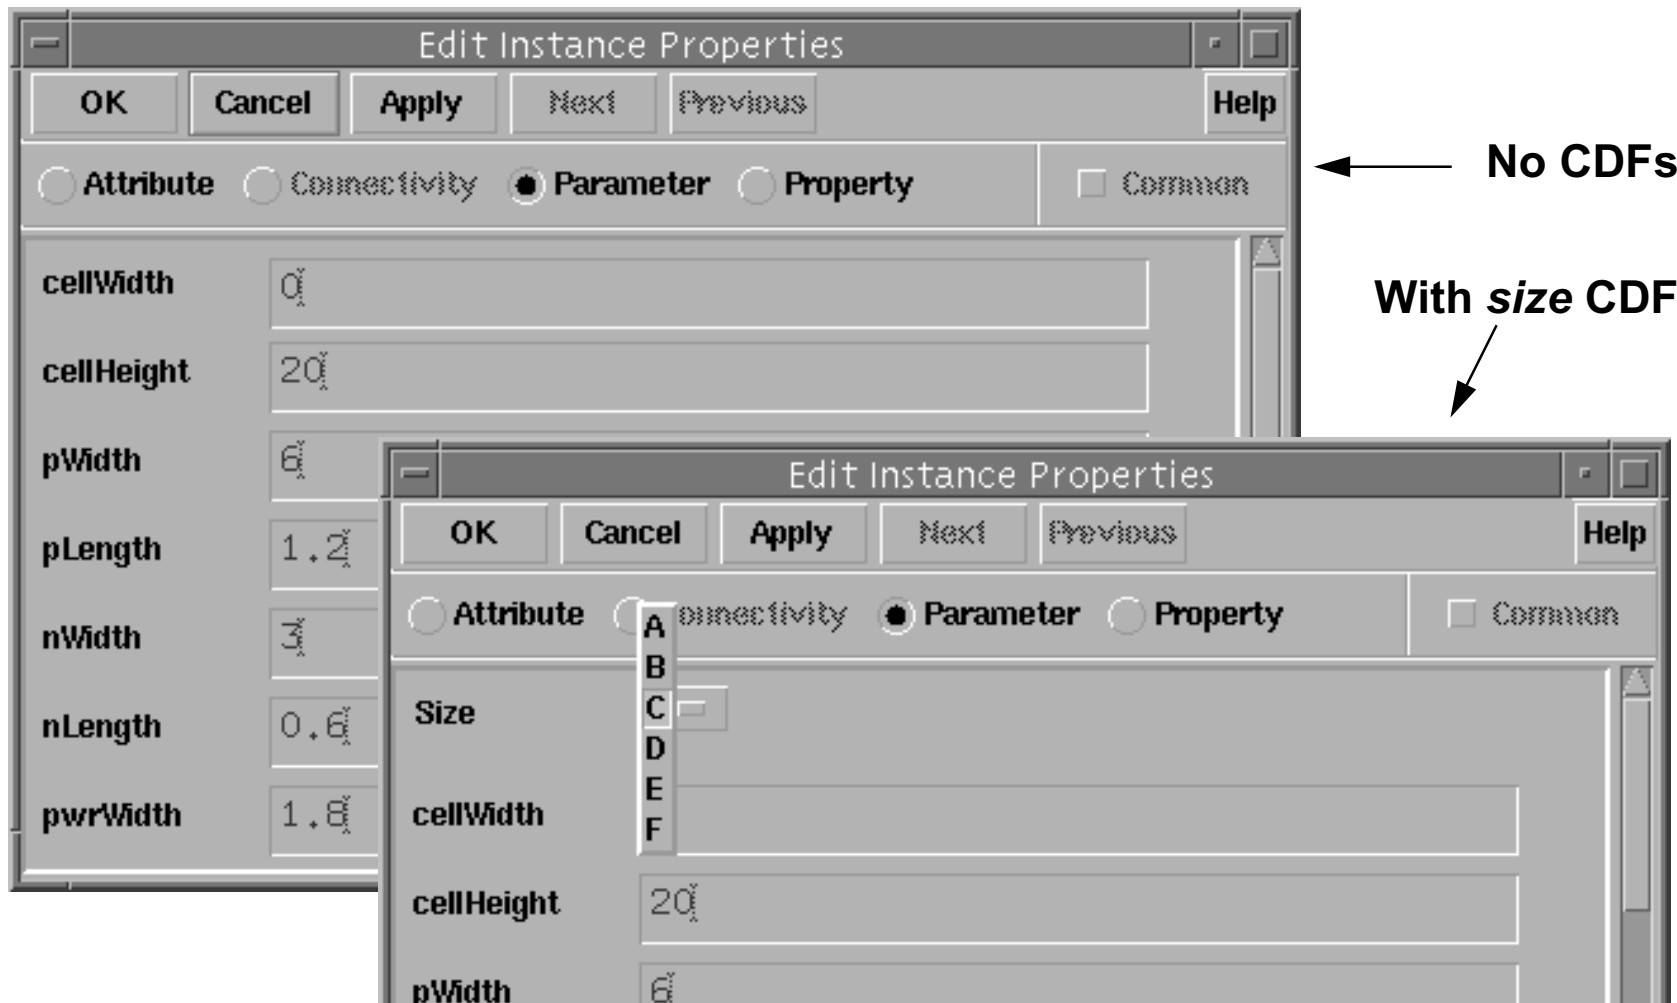 Edit Instance Properties
OK Cancel Apply Next Previous Help
Attribute Connectivity Parameter Property Common
No CDFs
cellWidth 0
cellHeight 20
pWidth 6
pLength 1.2
nWidth 3
nLength 0.6
pwrWidth 1.8
With size CDF
Edit Instance Properties
OK Cancel Apply Next Previous Help
Attribute onnectivity Parameter Property Common
Size
A
B
C
D
E
F
cellWidth
cellHeight 20
pWidth 6